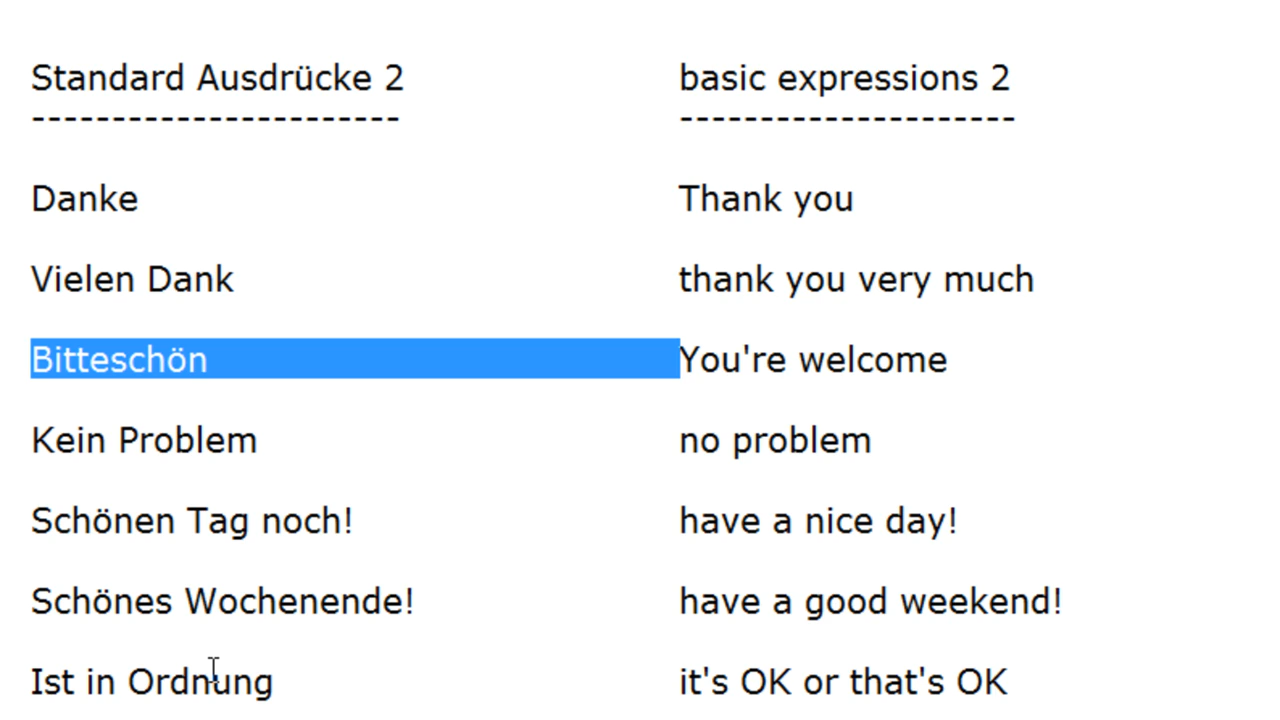 Standard Ausdrücke 2 basic expressions 2
----------------------- ---------------------
Danke Thank you
Vielen Dank thank you very much
Bitteschön You're welcome
Kein Problem no problem
Schönen Tag noch! have a nice day!
Schönes Wochenende! have a good weekend!
Ist in Ordnung it's OK or that's OK